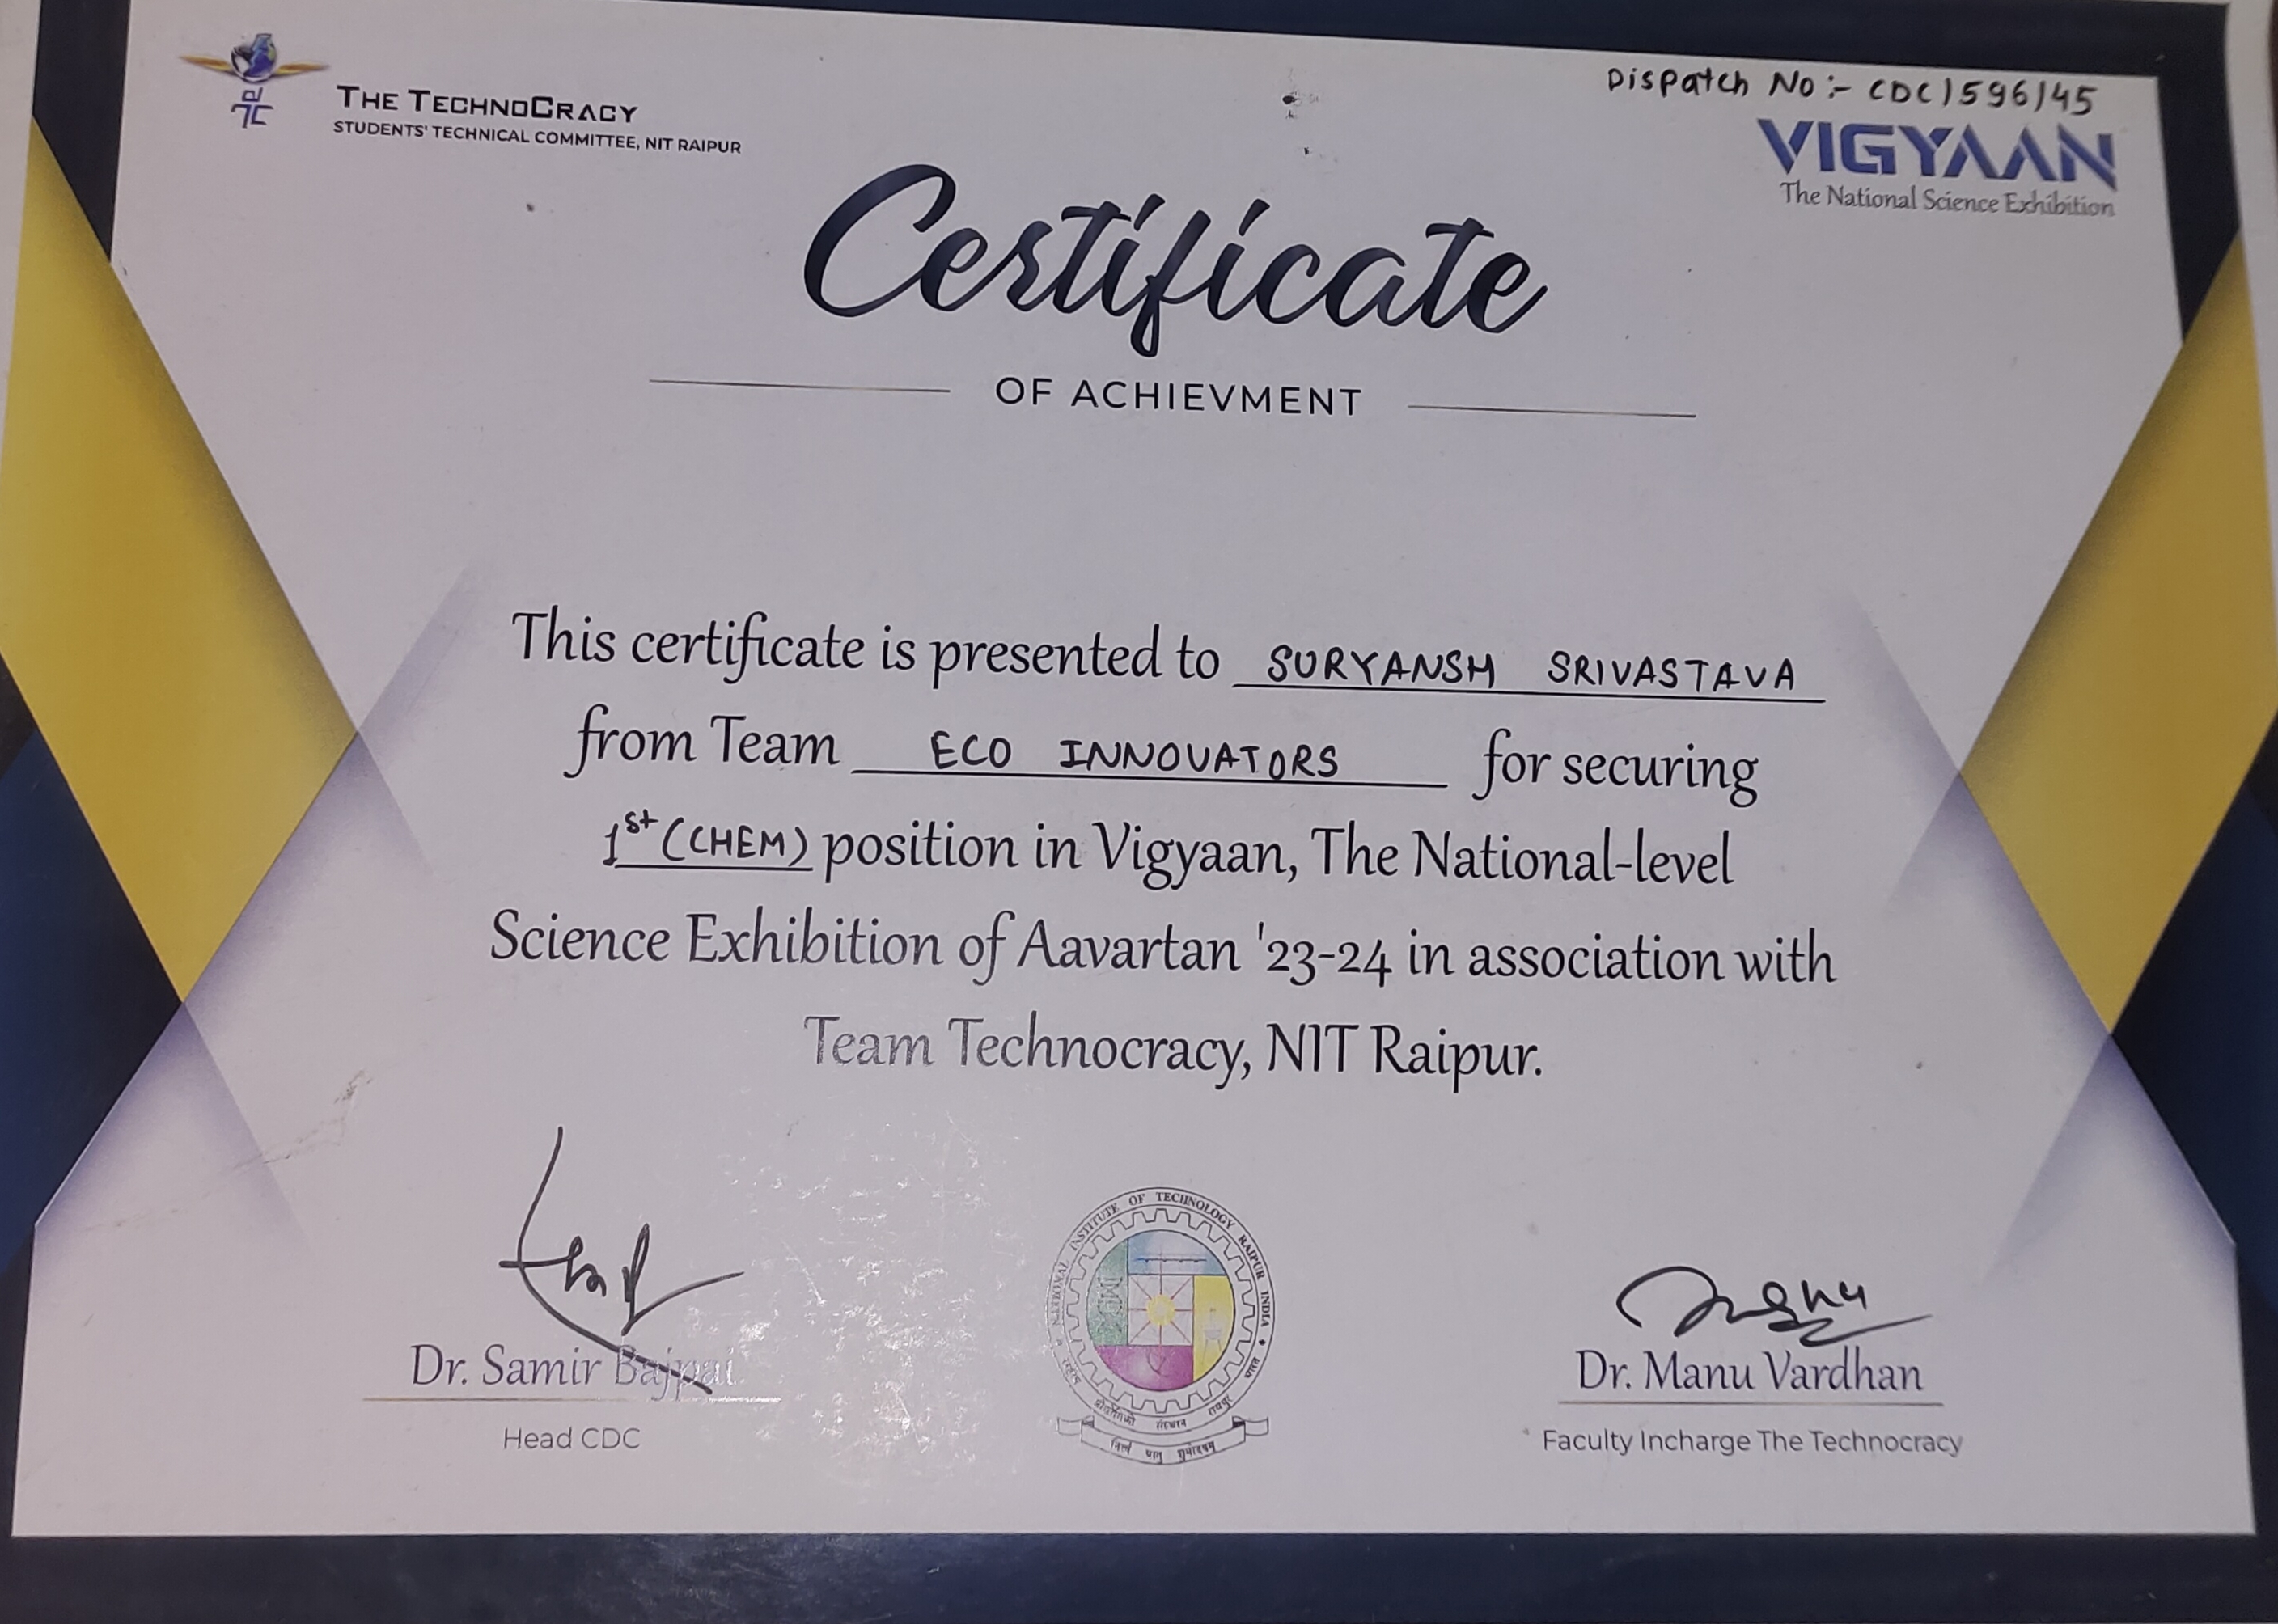 THE TECHNOCRACY
STUDENTS' TECHNICAL COMMITTEE, NIT RAIPUR
Dispatch No :- CDC/596/45
VIGYAAN
The National Science Exhibition
Certificate
OF ACHIEVMENT
This certificate is presented to SURYANSH SRIVASTAVA
from Team ECO INNOVATORS for securing
1st (CHEM) position in Vigyaan, The National-level
Science Exhibition of Aavartan '23-24 in association with
Team Technocracy, NIT Raipur.
Dr. Samir Bajpai
Head CDC
NATIONAL INSTITUTE OF TECHNOLOGY RAIPUR INDIA
Dr. Manu Vardhan
Faculty Incharge The Technocracy